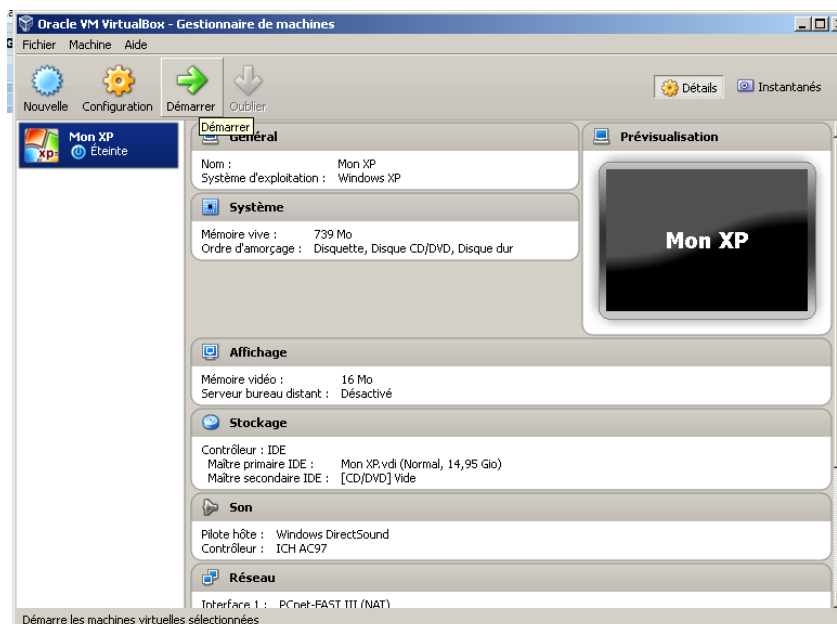 Oracle VM VirtualBox - Gestionnaire de machines
Fichier Machine Aide
Nouvelle Configuration Démarrer Oublier
Détails Instantanés
Démarrer
Mon XP
Éteinte
Général
Nom : Mon XP
Système d'exploitation : Windows XP
Système
Mémoire vive : 739 Mo
Ordre d'amorçage : Disquette, Disque CD/DVD, Disque dur
Prévisualisation
Mon XP
Affichage
Mémoire vidéo : 16 Mo
Serveur bureau distant : Désactivé
Stockage
Contrôleur : IDE
Maître primaire IDE : Mon XP.vdi (Normal, 14,95 Gio)
Maître secondaire IDE : [CD/DVD] Vide
Son
Pilote hôte : Windows DirectSound
Contrôleur : ICH AC97
Réseau
Interface 1 : PCnet-FAST III (NAT)
Démarre les machines virtuelles sélectionnées